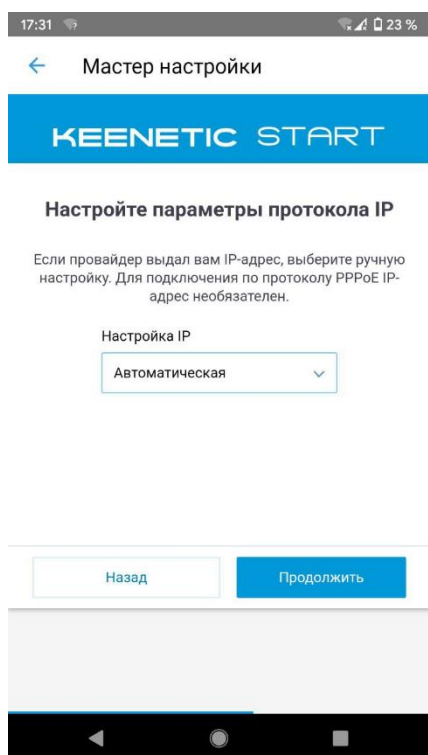 17:31
23 %
Мастер настройки
KEENETIC START
Настройте параметры протокола IP
Если провайдер выдал вам IP-адрес, выберите ручную
настройку. Для подключения по протоколу PPPoE IP-
адрес необязателен.
Настройка IP
Автоматическая
Назад
Продолжить